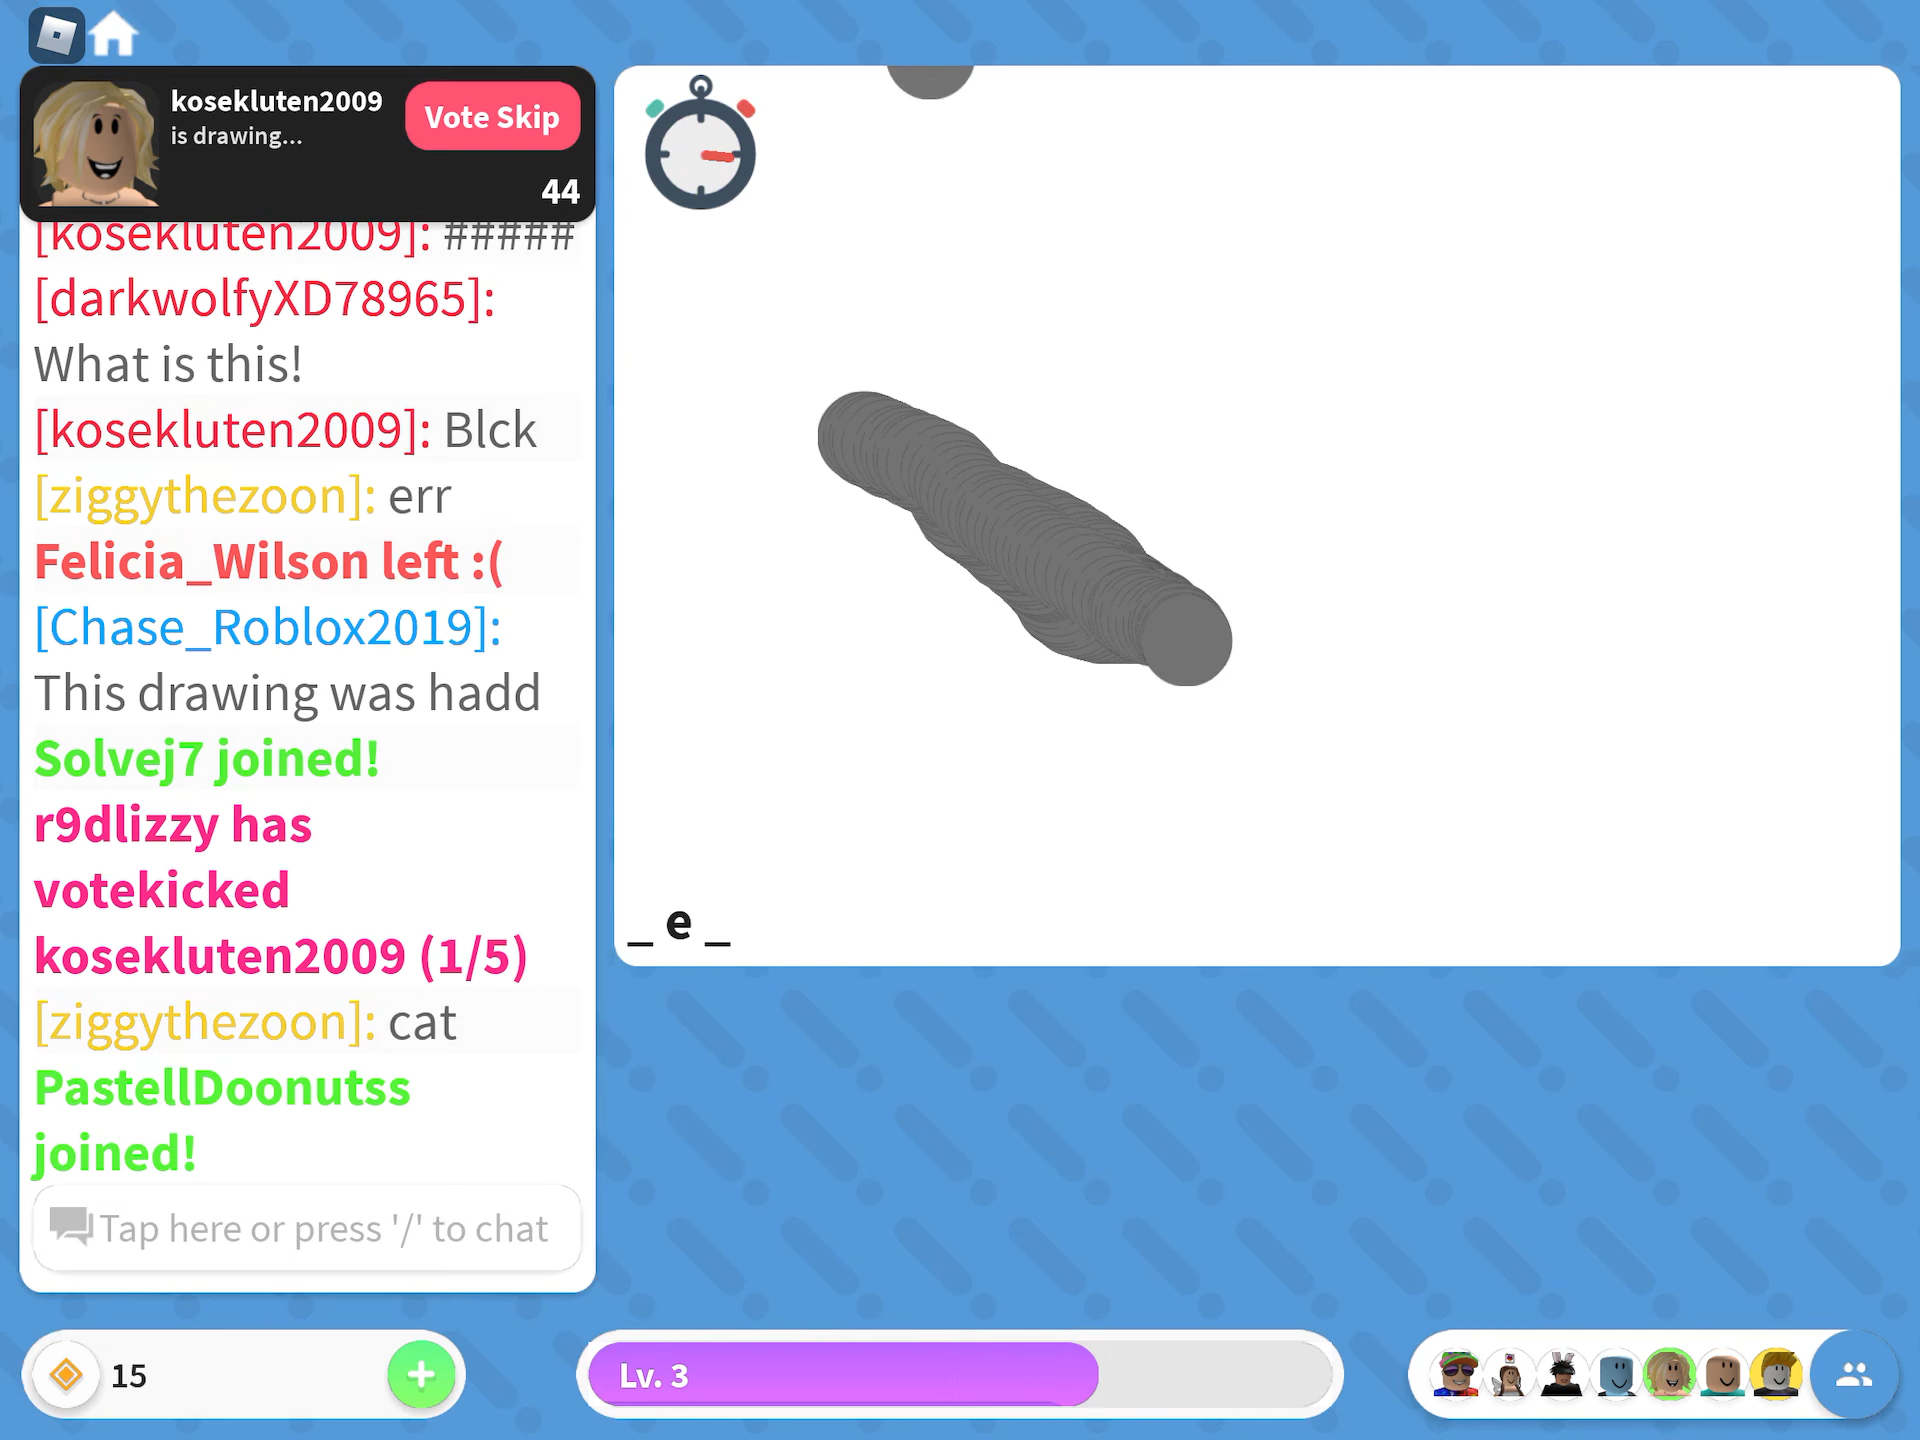 kosekluten2009
is drawing...
Vote Skip
44
[kosekluten2009]: #####
[darkwolfyXD78965]:
What is this!
[kosekluten2009]: Blck
[ziggythezoon]: err
Felicia_Wilson left :(
[Chase_Roblox2019]:
This drawing was hadd
Solvej7 joined!
r9dlizzy has
votekicked
kosekluten2009 (1/5)
[ziggythezoon]: cat
PastellDoonutss
joined!
Tap here or press '/' to chat
_ e _
15
Lv. 3